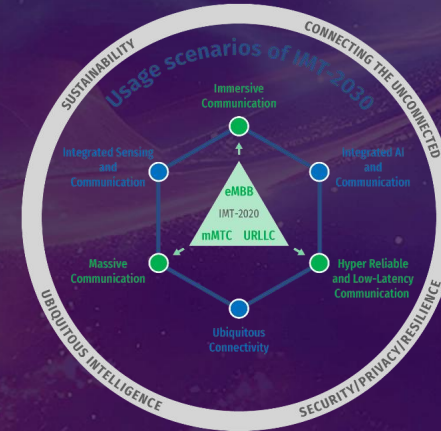 SUSTAINABILITY
CONNECTING THE UNCONNECTED
Usage scenarios of IMT-2030
Immersive
Communication
Integrated Sensing
and
Communication
Integrated AI
and
Communication
eMBB
IMT-2020
mMTC URLLC
Massive
Communication
Hyper Reliable
and Low-Latency
Communication
Ubiquitous
Connectivity
UBIQUITOUS INTELLIGENCE
SECURITY/PRIVACY/RESILIENCE